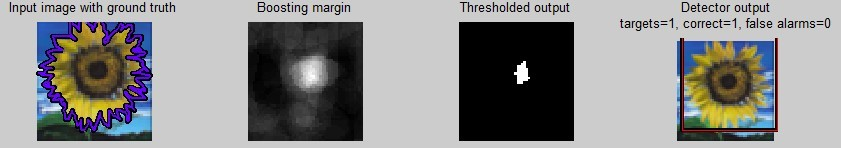 Input image with ground truth
Boosting margin
Thresholded output
Detector output
targets=1, correct=1, false alarms=0